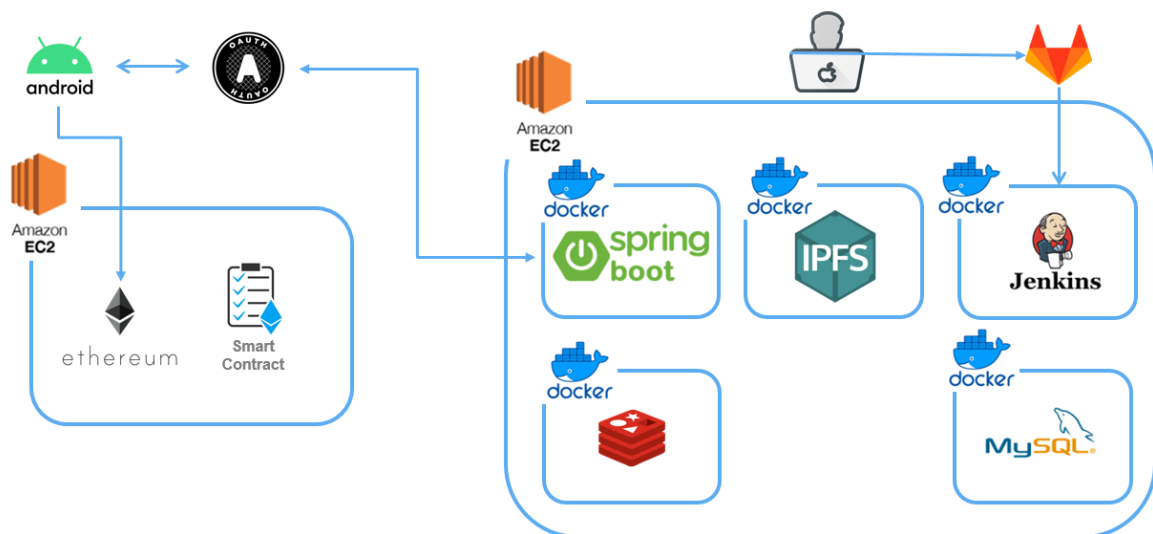 android
OAUTH
A
OAUTH
Amazon
EC2
docker
spring
boot
docker
IPFS
docker
Jenkins
Amazon
EC2
ethereum
Smart
Contract
docker
docker
MySQL®